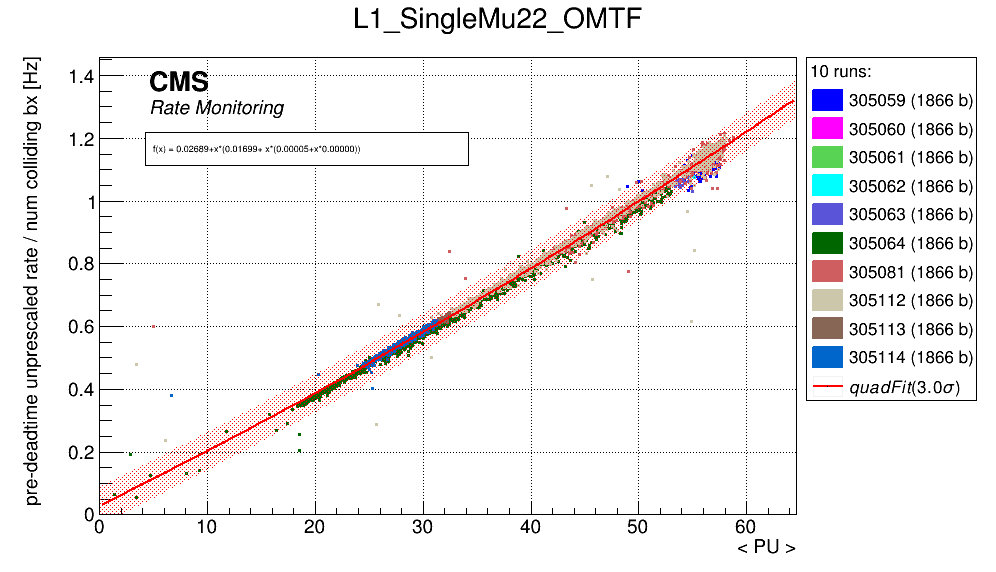 L1_SingleMu22_OMTF
pre-deadtime unprescaled rate / num colliding bx [Hz]
CMS
Rate Monitoring
f(x) = 0.02689+x*(0.01699+ x*(0.00005+x*0.00000))
1.4
1.2
1
0.8
0.6
0.4
0.2
0
0 10 20 30 40 50 60
< PU >
10 runs:
305059 (1866 b)
305060 (1866 b)
305061 (1866 b)
305062 (1866 b)
305063 (1866 b)
305064 (1866 b)
305081 (1866 b)
305112 (1866 b)
305113 (1866 b)
305114 (1866 b)
quadFit(3.0σ)